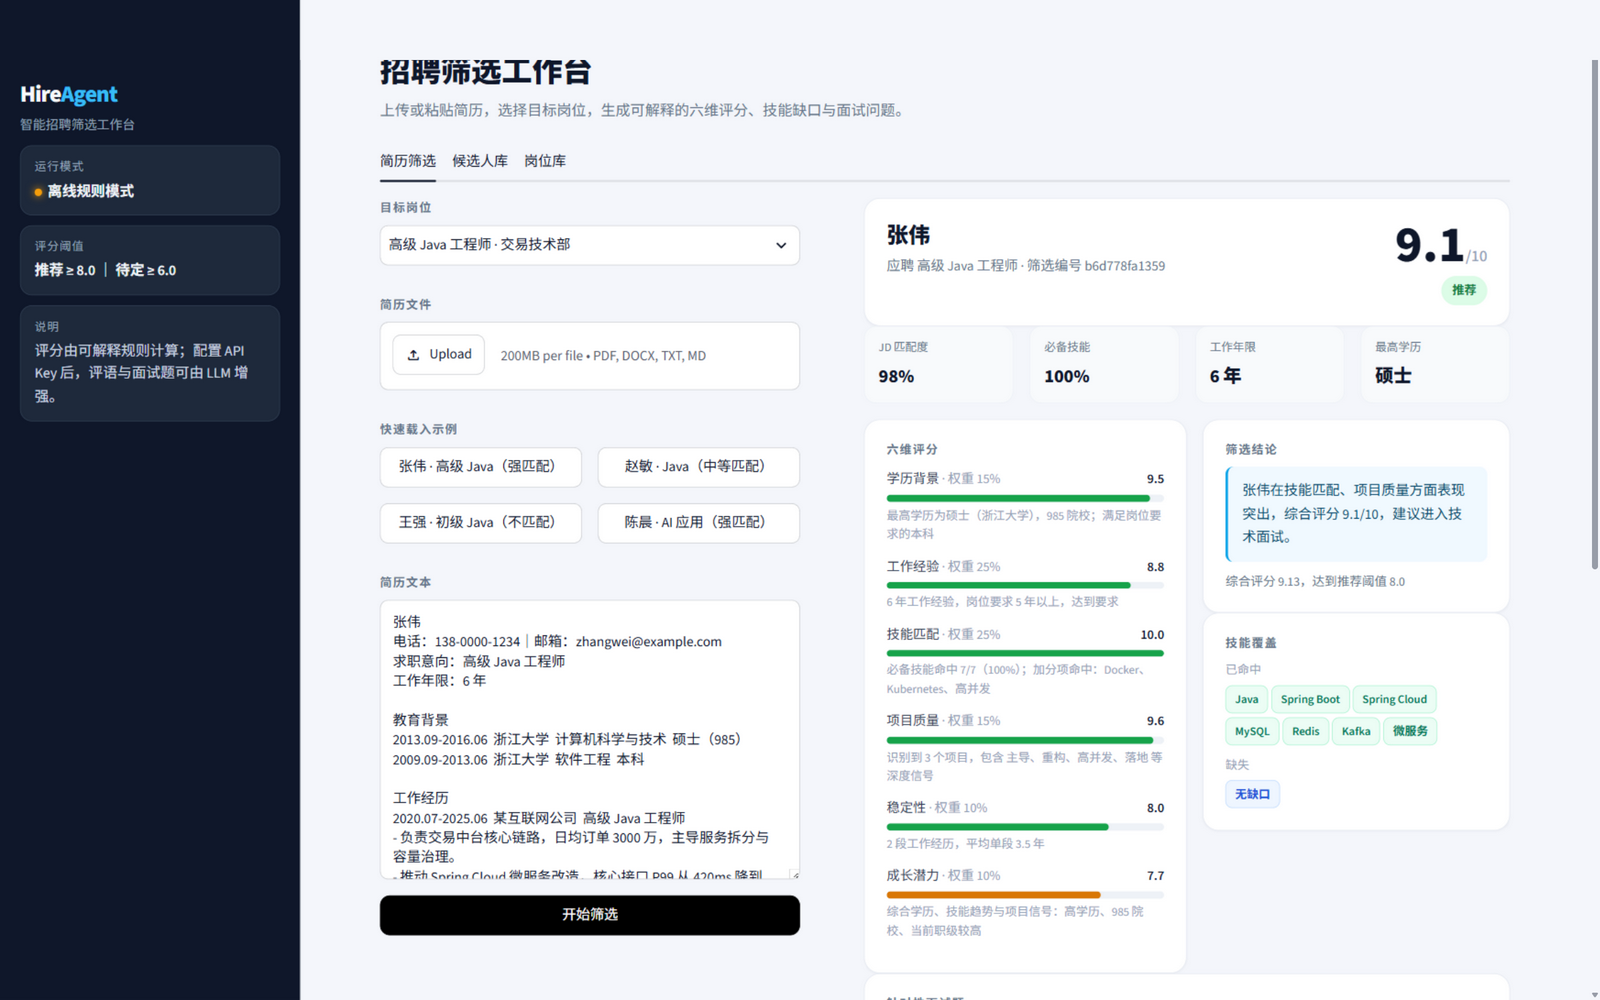 HireAgent
智能招聘筛选工作台
运行模式
离线规则模式
评分阈值
推荐 ≥ 8.0 ｜ 待定 ≥ 6.0
说明
评分由可解释规则计算；配置 API
Key 后，评语与面试题可由 LLM 增
强。
招聘筛选工作台
上传或粘贴简历，选择目标岗位，生成可解释的六维评分、技能缺口与面试问题。
简历筛选 候选人库 岗位库
目标岗位
高级 Java 工程师 · 交易技术部
简历文件
Upload 200MB per file • PDF, DOCX, TXT, MD
快速载入示例
张伟 · 高级 Java（强匹配） 赵敏 · Java（中等匹配）
王强 · 初级 Java（不匹配） 陈晨 · AI 应用（强匹配）
简历文本
张伟
电话：138-0000-1234｜邮箱：zhangwei@example.com
求职意向：高级 Java 工程师
工作年限：6 年
教育背景
2013.09-2016.06 浙江大学 计算机科学与技术 硕士（985）
2009.09-2013.06 浙江大学 软件工程 本科
工作经历
2020.07-2025.06 某互联网公司 高级 Java 工程师
- 负责交易中台核心链路，日均订单 3000 万，主导服务拆分与
容量治理。
- 推动 Spring Cloud 微服务改造，核心接口 P99 从 420ms 降到
开始筛选
张伟
应聘 高级 Java 工程师 · 筛选编号 b6d778fa1359
9.1/10
推荐
JD 匹配度
98%
必备技能
100%
工作年限
6 年
最高学历
硕士
六维评分
学历背景 · 权重 15% 9.5
最高学历为硕士（浙江大学），985 院校；满足岗位要
求的本科
工作经验 · 权重 25% 8.8
6 年工作经验，岗位要求 5 年以上，达到要求
技能匹配 · 权重 25% 10.0
必备技能命中 7/7（100%）；加分项命中：Docker、
Kubernetes、高并发
项目质量 · 权重 15% 9.6
识别到 3 个项目，包含 主导、重构、高并发、落地 等
深度信号
稳定性 · 权重 10% 8.0
2 段工作经历，平均单段 3.5 年
成长潜力 · 权重 10% 7.7
综合学历、技能趋势与项目信号：高学历、985 院
校、当前职级较高
筛选结论
张伟在技能匹配、项目质量方面表现
突出，综合评分 9.1/10，建议进入技
术面试。
综合评分 9.13，达到推荐阈值 8.0
技能覆盖
已命中
Java Spring Boot Spring Cloud
MySQL Redis Kafka 微服务
缺失
无缺口